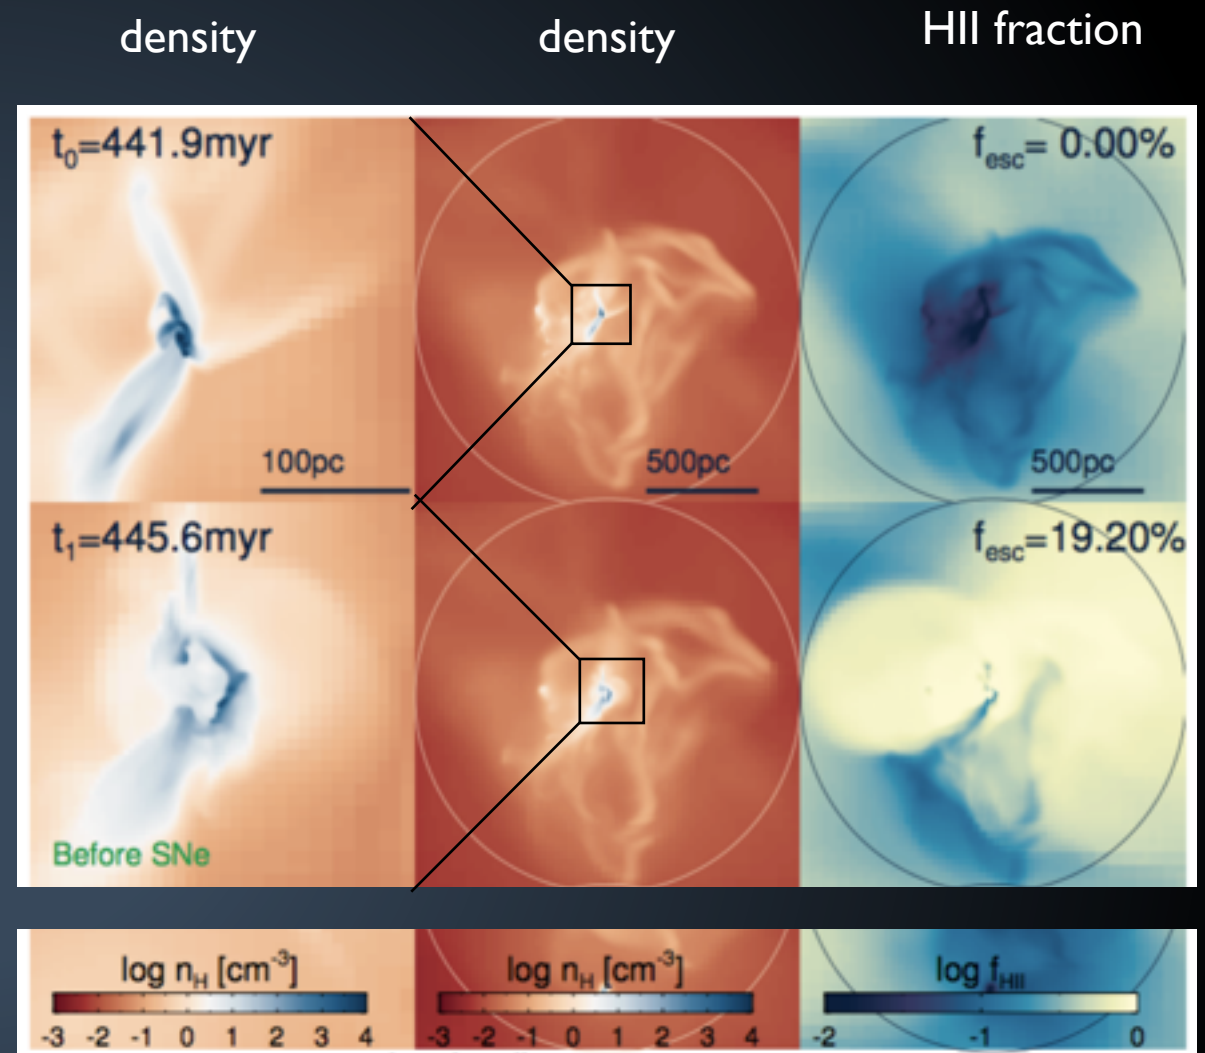 density density HII fraction
t₀=441.9myr fesc= 0.00%
100pc 500pc 500pc
t₁=445.6myr fesc=19.20%
Before SNe
log nH [cm⁻³] log nH [cm⁻³] log fHII
-3 -2 -1 0 1 2 3 4 -3 -2 -1 0 1 2 3 4 -2 -1 0